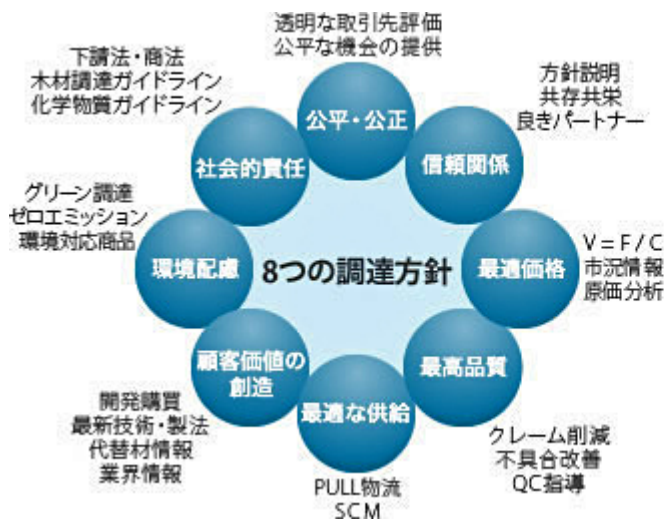 8つの調達方針
公平・公正
透明な取引先評価
公平な機会の提供
信頼関係
方針説明
共存共栄
良きパートナー
最適価格
V = F / C
市況情報
原価分析
最高品質
クレーム削減
不具合改善
QC指導
最適な供給
PULL物流
SCM
顧客価値の
創造
開発購買
最新技術・製法
代替材情報
業界情報
環境配慮
グリーン調達
ゼロエミッション
環境対応商品
社会的責任
下請法・商法
木材調達ガイドライン
化学物質ガイドライン